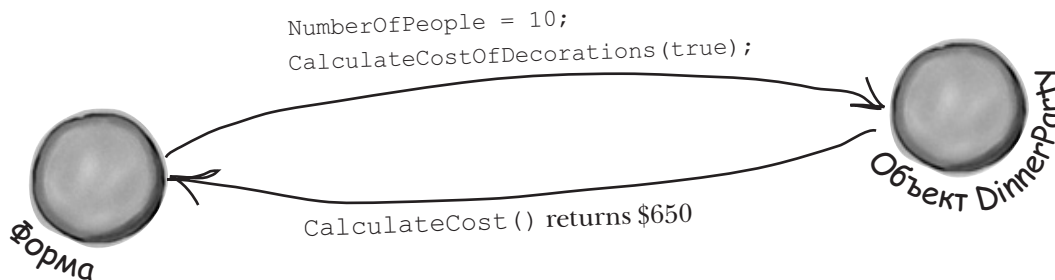 NumberOfPeople = 10;
CalculateCostOfDecorations(true);
Объект DinnerParty
CalculateCost() returns $650
Форма